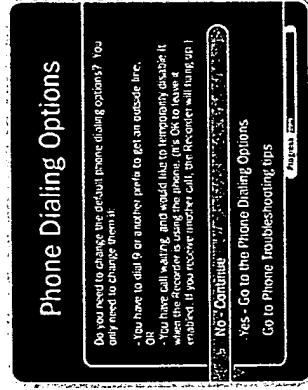 Phone Dialing Options
Do you need to change the default phone dialing options? You
only need to change them if:
- You have to dial 9 or another prefix to get an outside line,
OR
- You have call waiting, and would like to temporarily disable it
when the Recorder is using the phone. (It's OK to leave it
enabled. If you receive another call, the Recorder will hang up.)
No - Continue
Yes - Go to the Phone Dialing Options
Go to Phone Troubleshooting tips
Progress